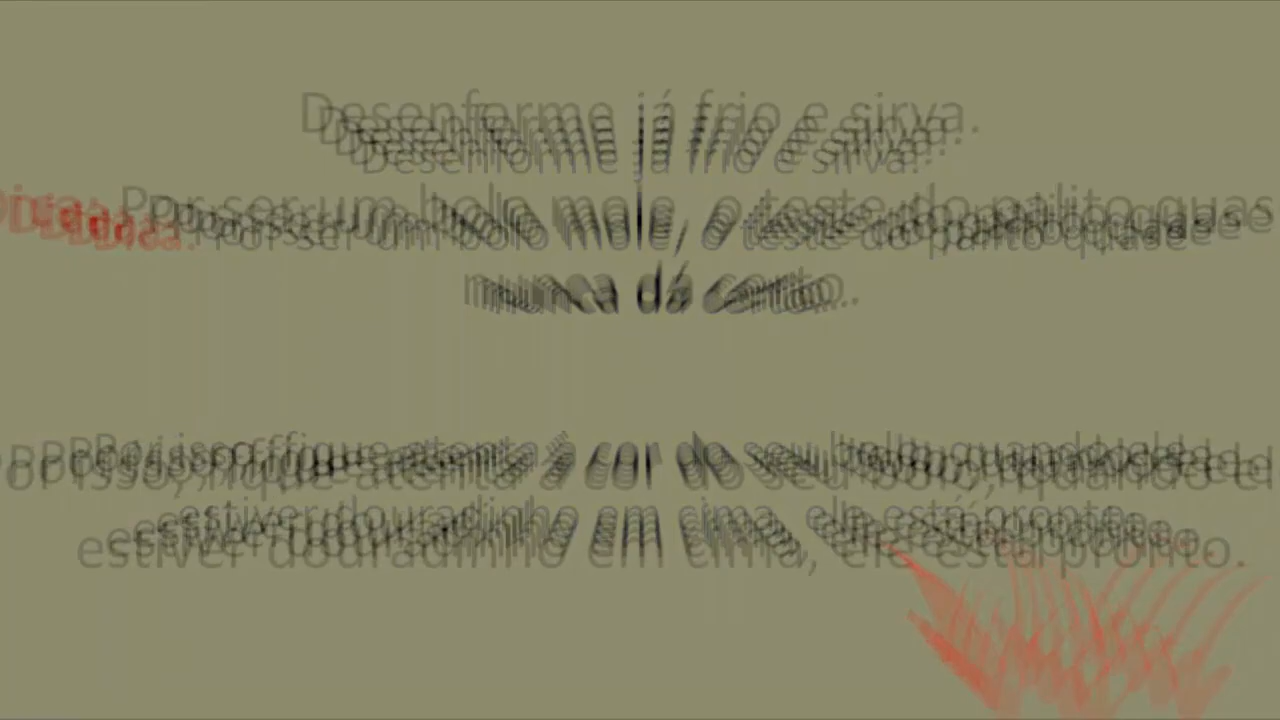 Desenforme já frio e sirva.
Dica: Por ser um bolo mole, o teste do palito quase
nunca dá certo.
Por isso, fique atento à cor do seu bolo, quando ele
estiver douradinho em cima, ele está pronto.